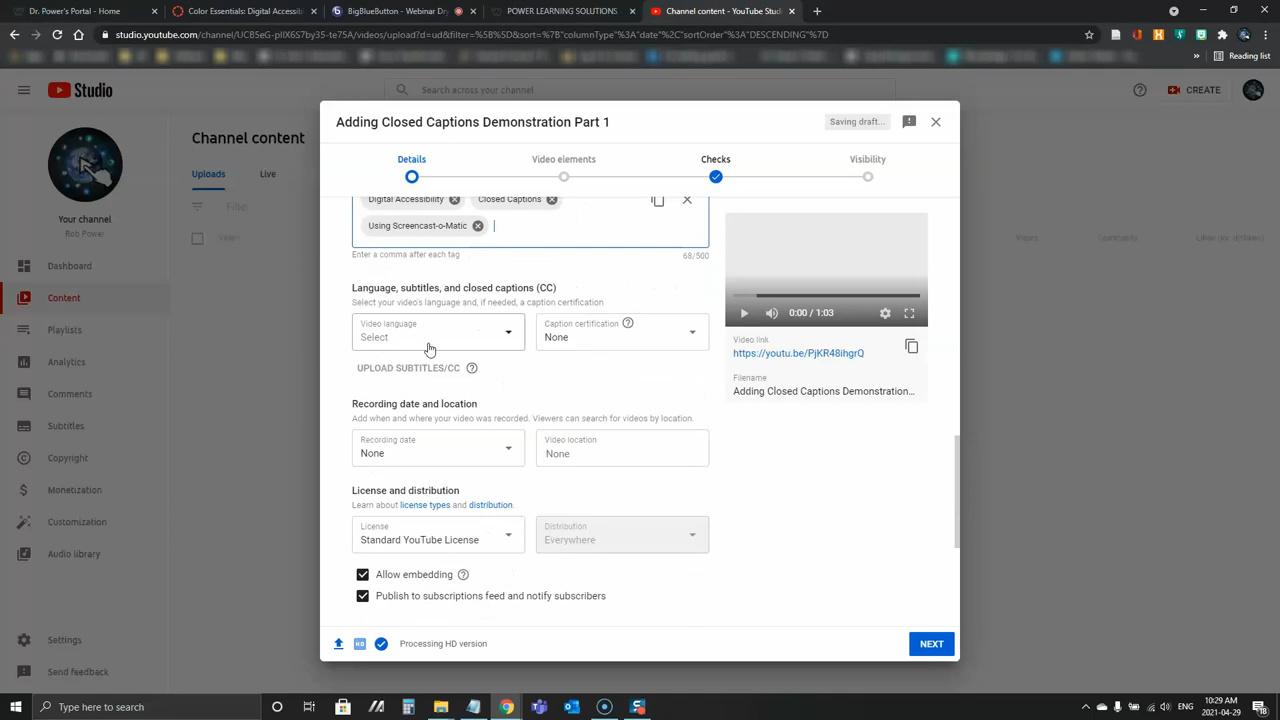 Dr. Power's Portal - Home
Color Essentials: Digital Accessibi
BigBlueButton - Webinar Dry
POWER LEARNING SOLUTIONS
Channel content - YouTube Studio
studio.youtube.com/channel/UCB5eG-pIIX6S7by35-te75A/videos/upload?d=ud&filter=%5B%5D&sort=%7B"columnType"%3A"date"%2C"sortOrder"%3A"DESCENDING"%7D
Reading list
Studio
Search across your channel
CREATE
Your channel
Rob Power
Dashboard
Content
Playlists
Analytics
Comments
Subtitles
Copyright
Monetization
Customization
Audio library
Settings
Send feedback
Channel content
Uploads
Live
Filter
Video
Views
Comments
Adding Closed Captions Demonstration Part 1
Saving draft...
Details
Video elements
Checks
Visibility
Digital Accessibility
Closed Captions
Using Screencast-o-Matic
Enter a comma after each tag
68/500
Language, subtitles, and closed captions (CC)
Select your video's language and, if needed, a caption certification
Video language
Select
Caption certification
None
UPLOAD SUBTITLES/CC
Recording date and location
Add when and where your video was recorded. Viewers can search for videos by location.
Recording date
None
Video location
None
License and distribution
Learn about license types and distribution.
License
Standard YouTube License
Distribution
Everywhere
Allow embedding
Publish to subscriptions feed and notify subscribers
0:00 / 1:03
Video link
https://youtu.be/PjKR48ihgrQ
Filename
Adding Closed Captions Demonstration...
HD
Processing HD version
NEXT
Type here to search
ENG
10:29 AM
2021-04-29